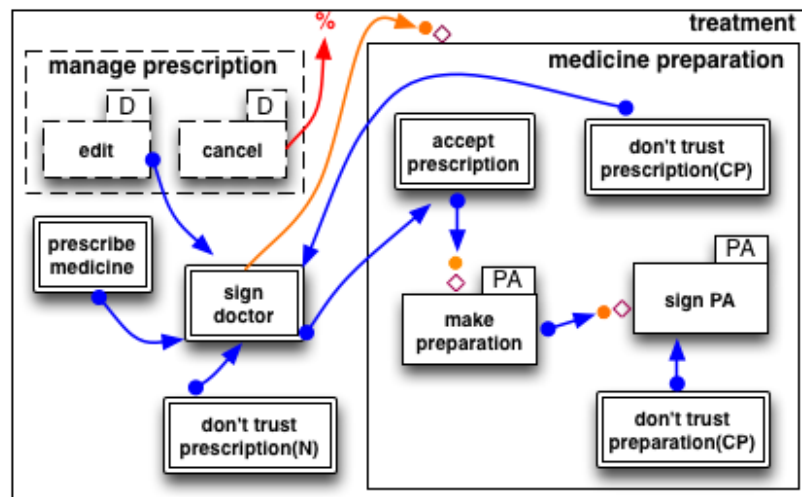 %
treatment
manage prescription
medicine preparation
D
D
edit
cancel
accept
prescription
don't trust
prescription(CP)
prescribe
medicine
sign
doctor
PA
make
preparation
PA
sign PA
don't trust
prescription(N)
don't trust
preparation(CP)